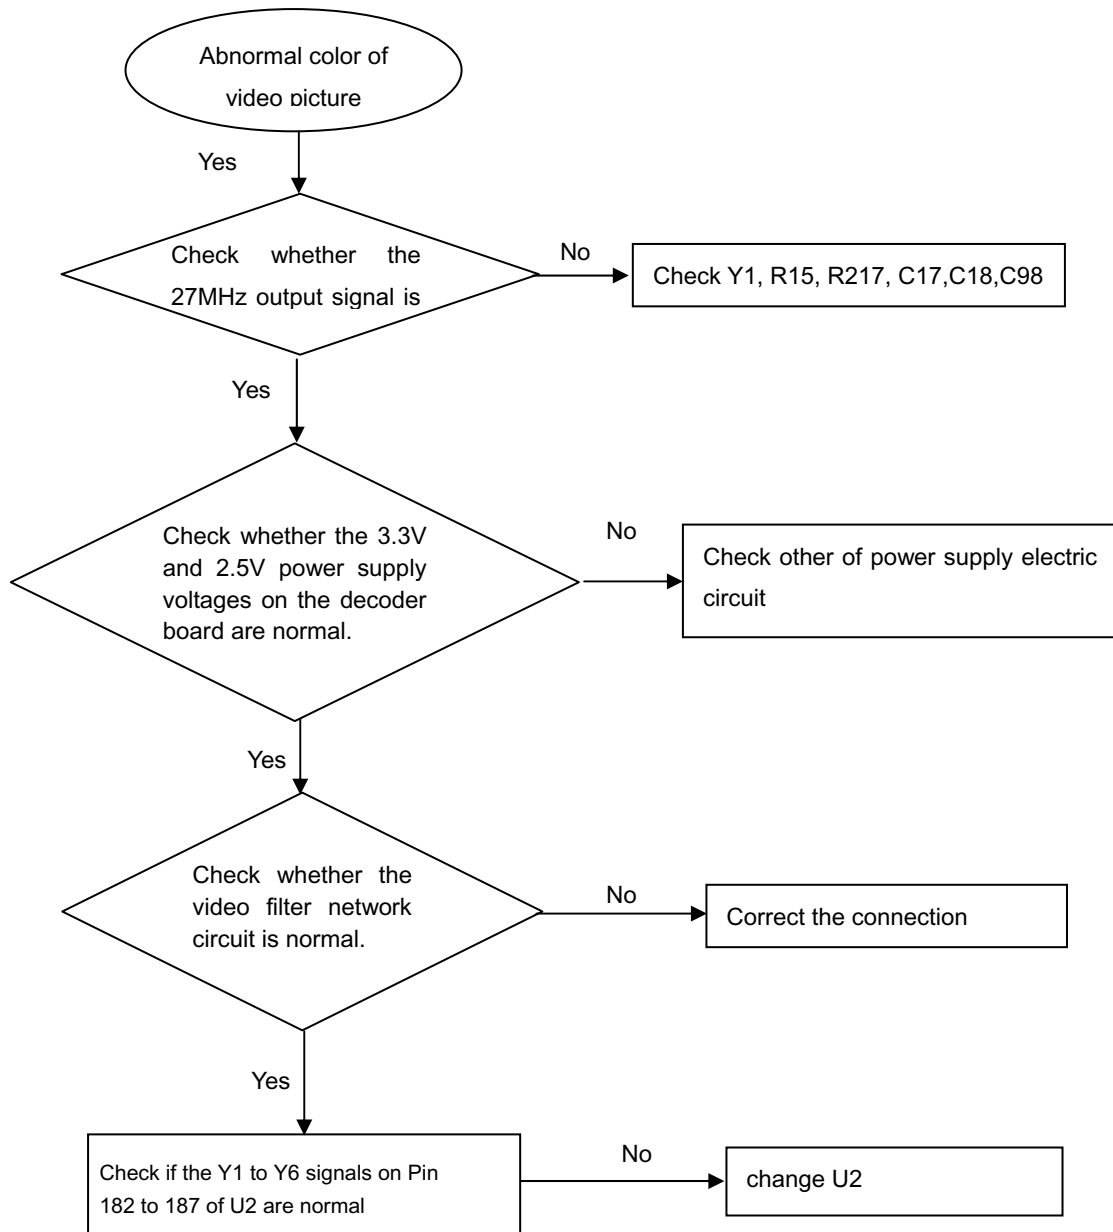 Abnormal color of
video picture
Yes
Check whether the
27MHz output signal is
No
Check Y1, R15, R217, C17,C18,C98
Yes
Check whether the 3.3V
and 2.5V power supply
voltages on the decoder
board are normal.
No
Check other of power supply electric
circuit
Yes
Check whether the
video filter network
circuit is normal.
No
Correct the connection
Yes
Check if the Y1 to Y6 signals on Pin
182 to 187 of U2 are normal
No
change U2